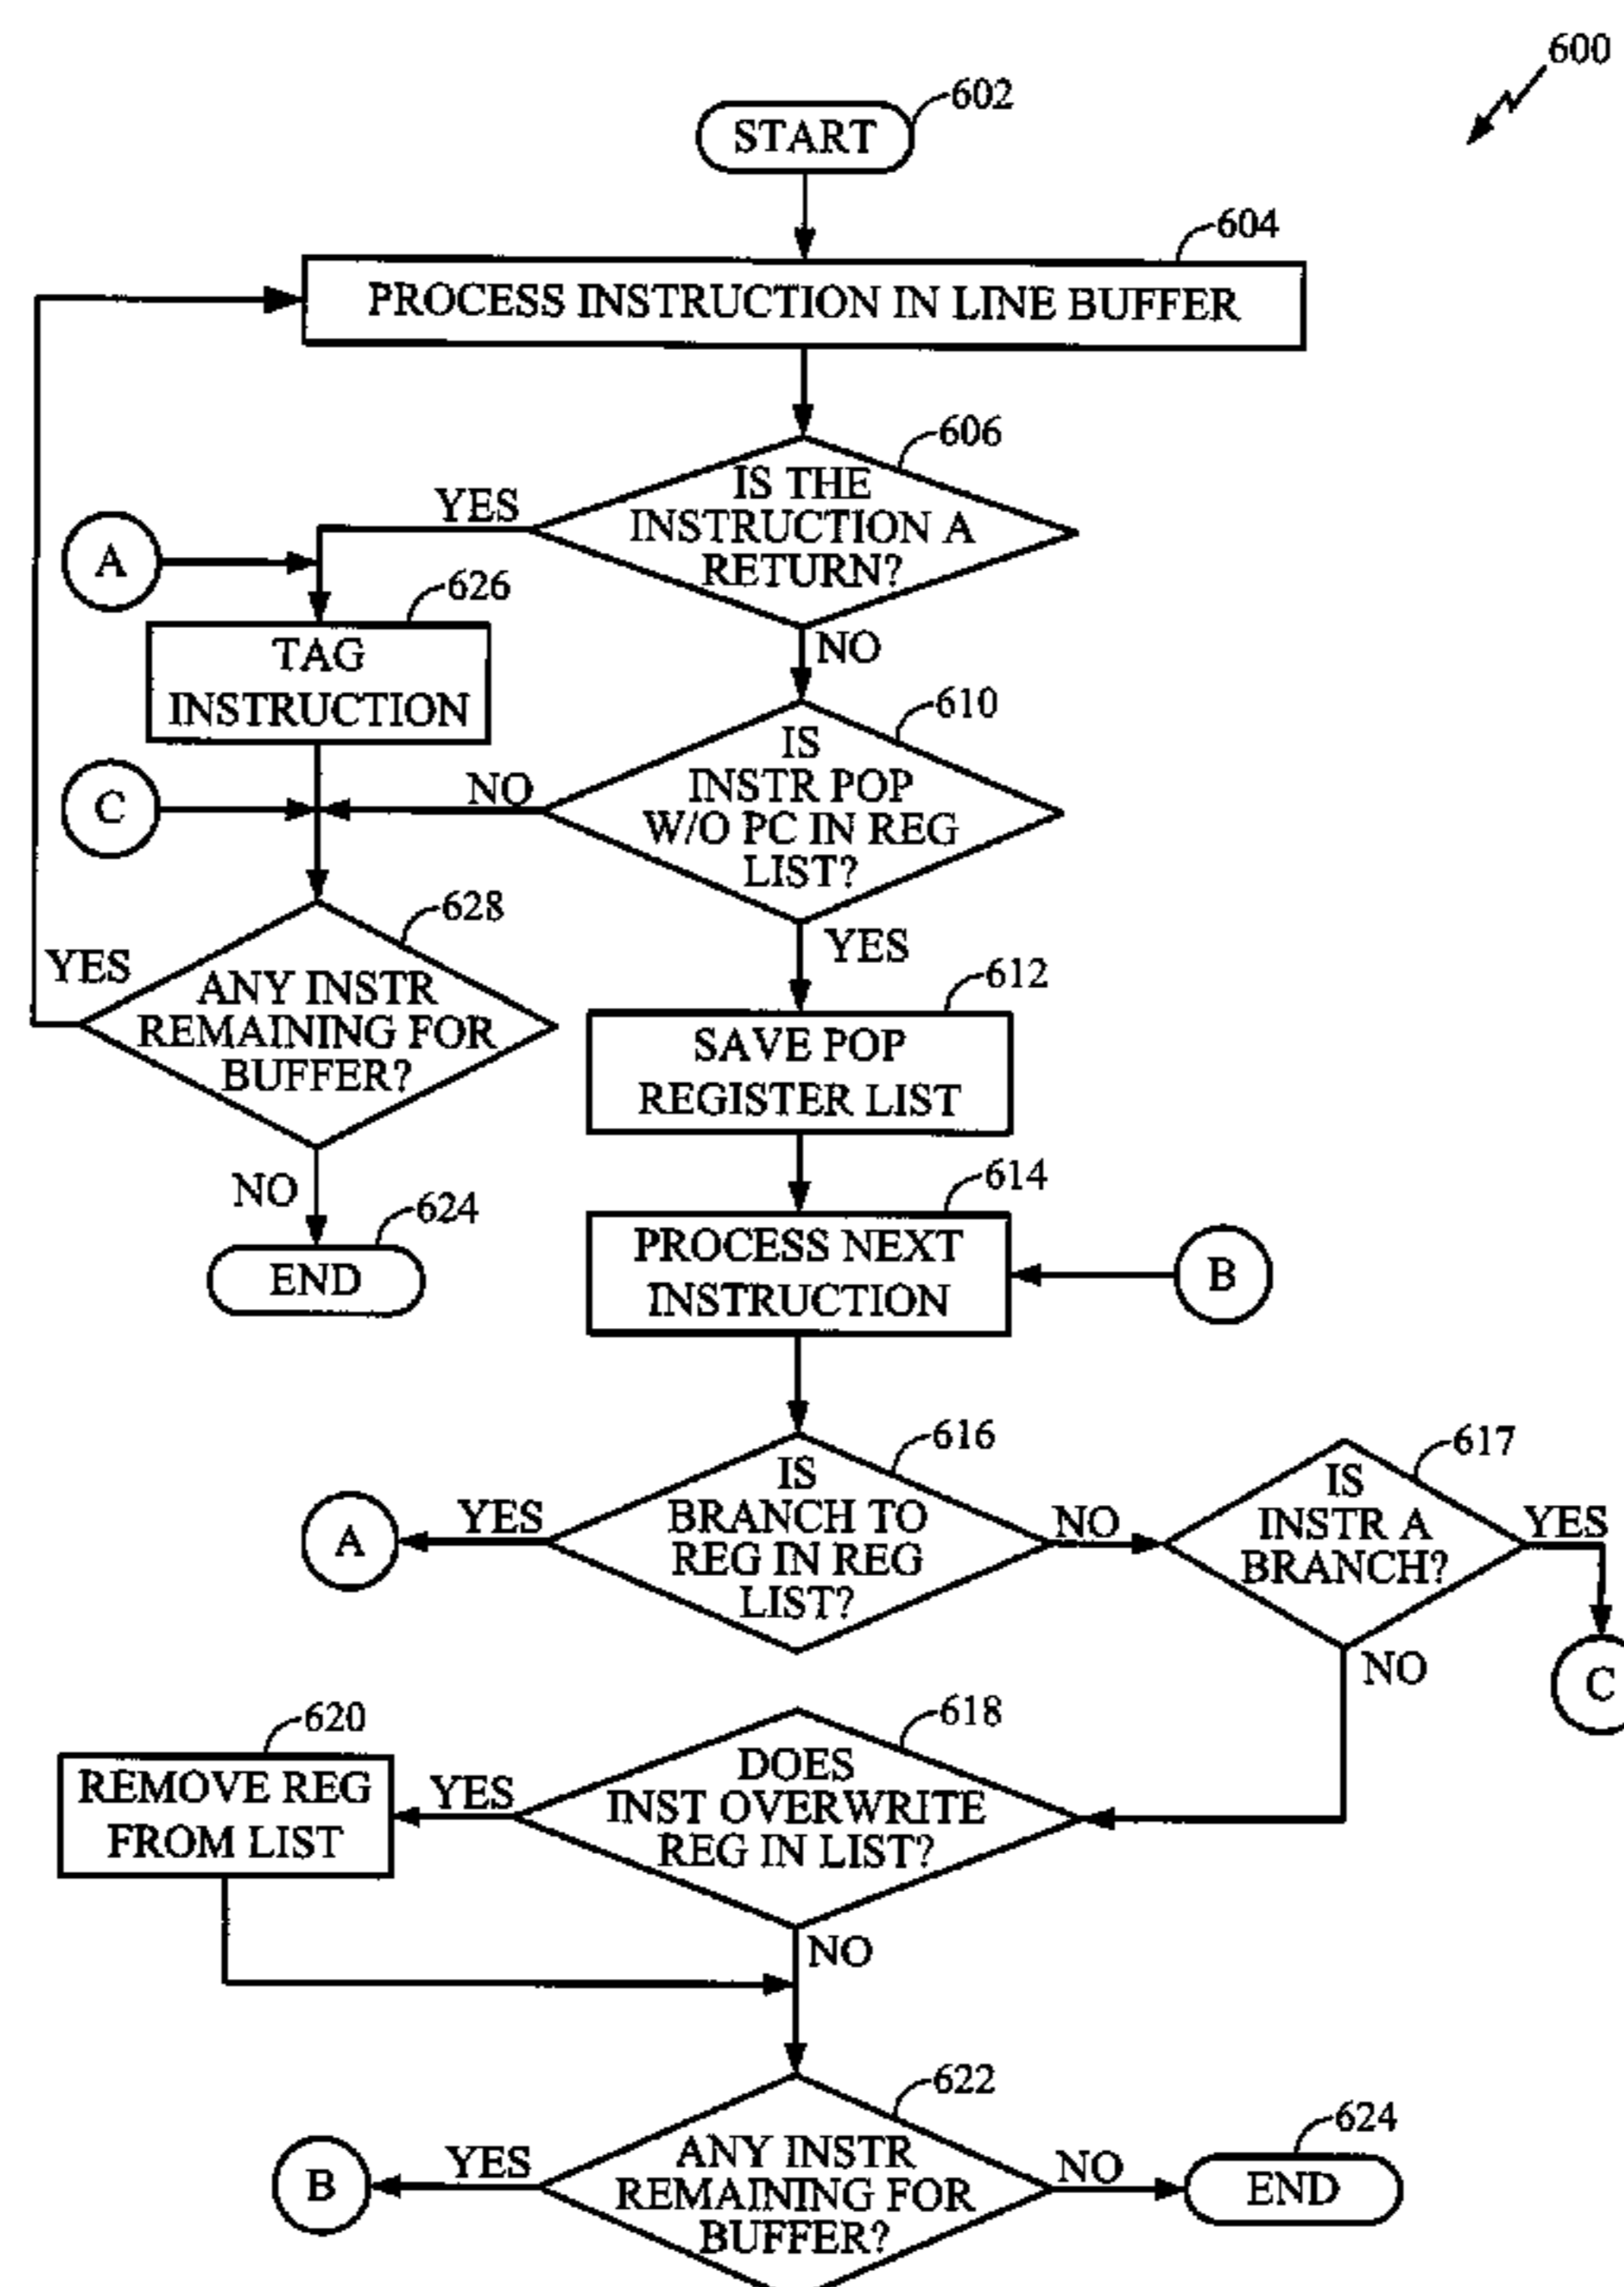 600
602
START
604
PROCESS INSTRUCTION IN LINE BUFFER
606
IS THE
INSTRUCTION A
RETURN?
YES
NO
A
626
TAG
INSTRUCTION
610
IS
INSTR POP
W/O PC IN REG
LIST?
NO
YES
C
628
ANY INSTR
REMAINING FOR
BUFFER?
YES
NO
624
END
612
SAVE POP
REGISTER LIST
614
PROCESS NEXT
INSTRUCTION
B
616
IS
BRANCH TO
REG IN REG
LIST?
YES
A
NO
617
IS
INSTR A
BRANCH?
YES
C
NO
618
DOES
INST OVERWRITE
REG IN LIST?
YES
620
REMOVE REG
FROM LIST
NO
622
ANY INSTR
REMAINING FOR
BUFFER?
YES
B
NO
624
END